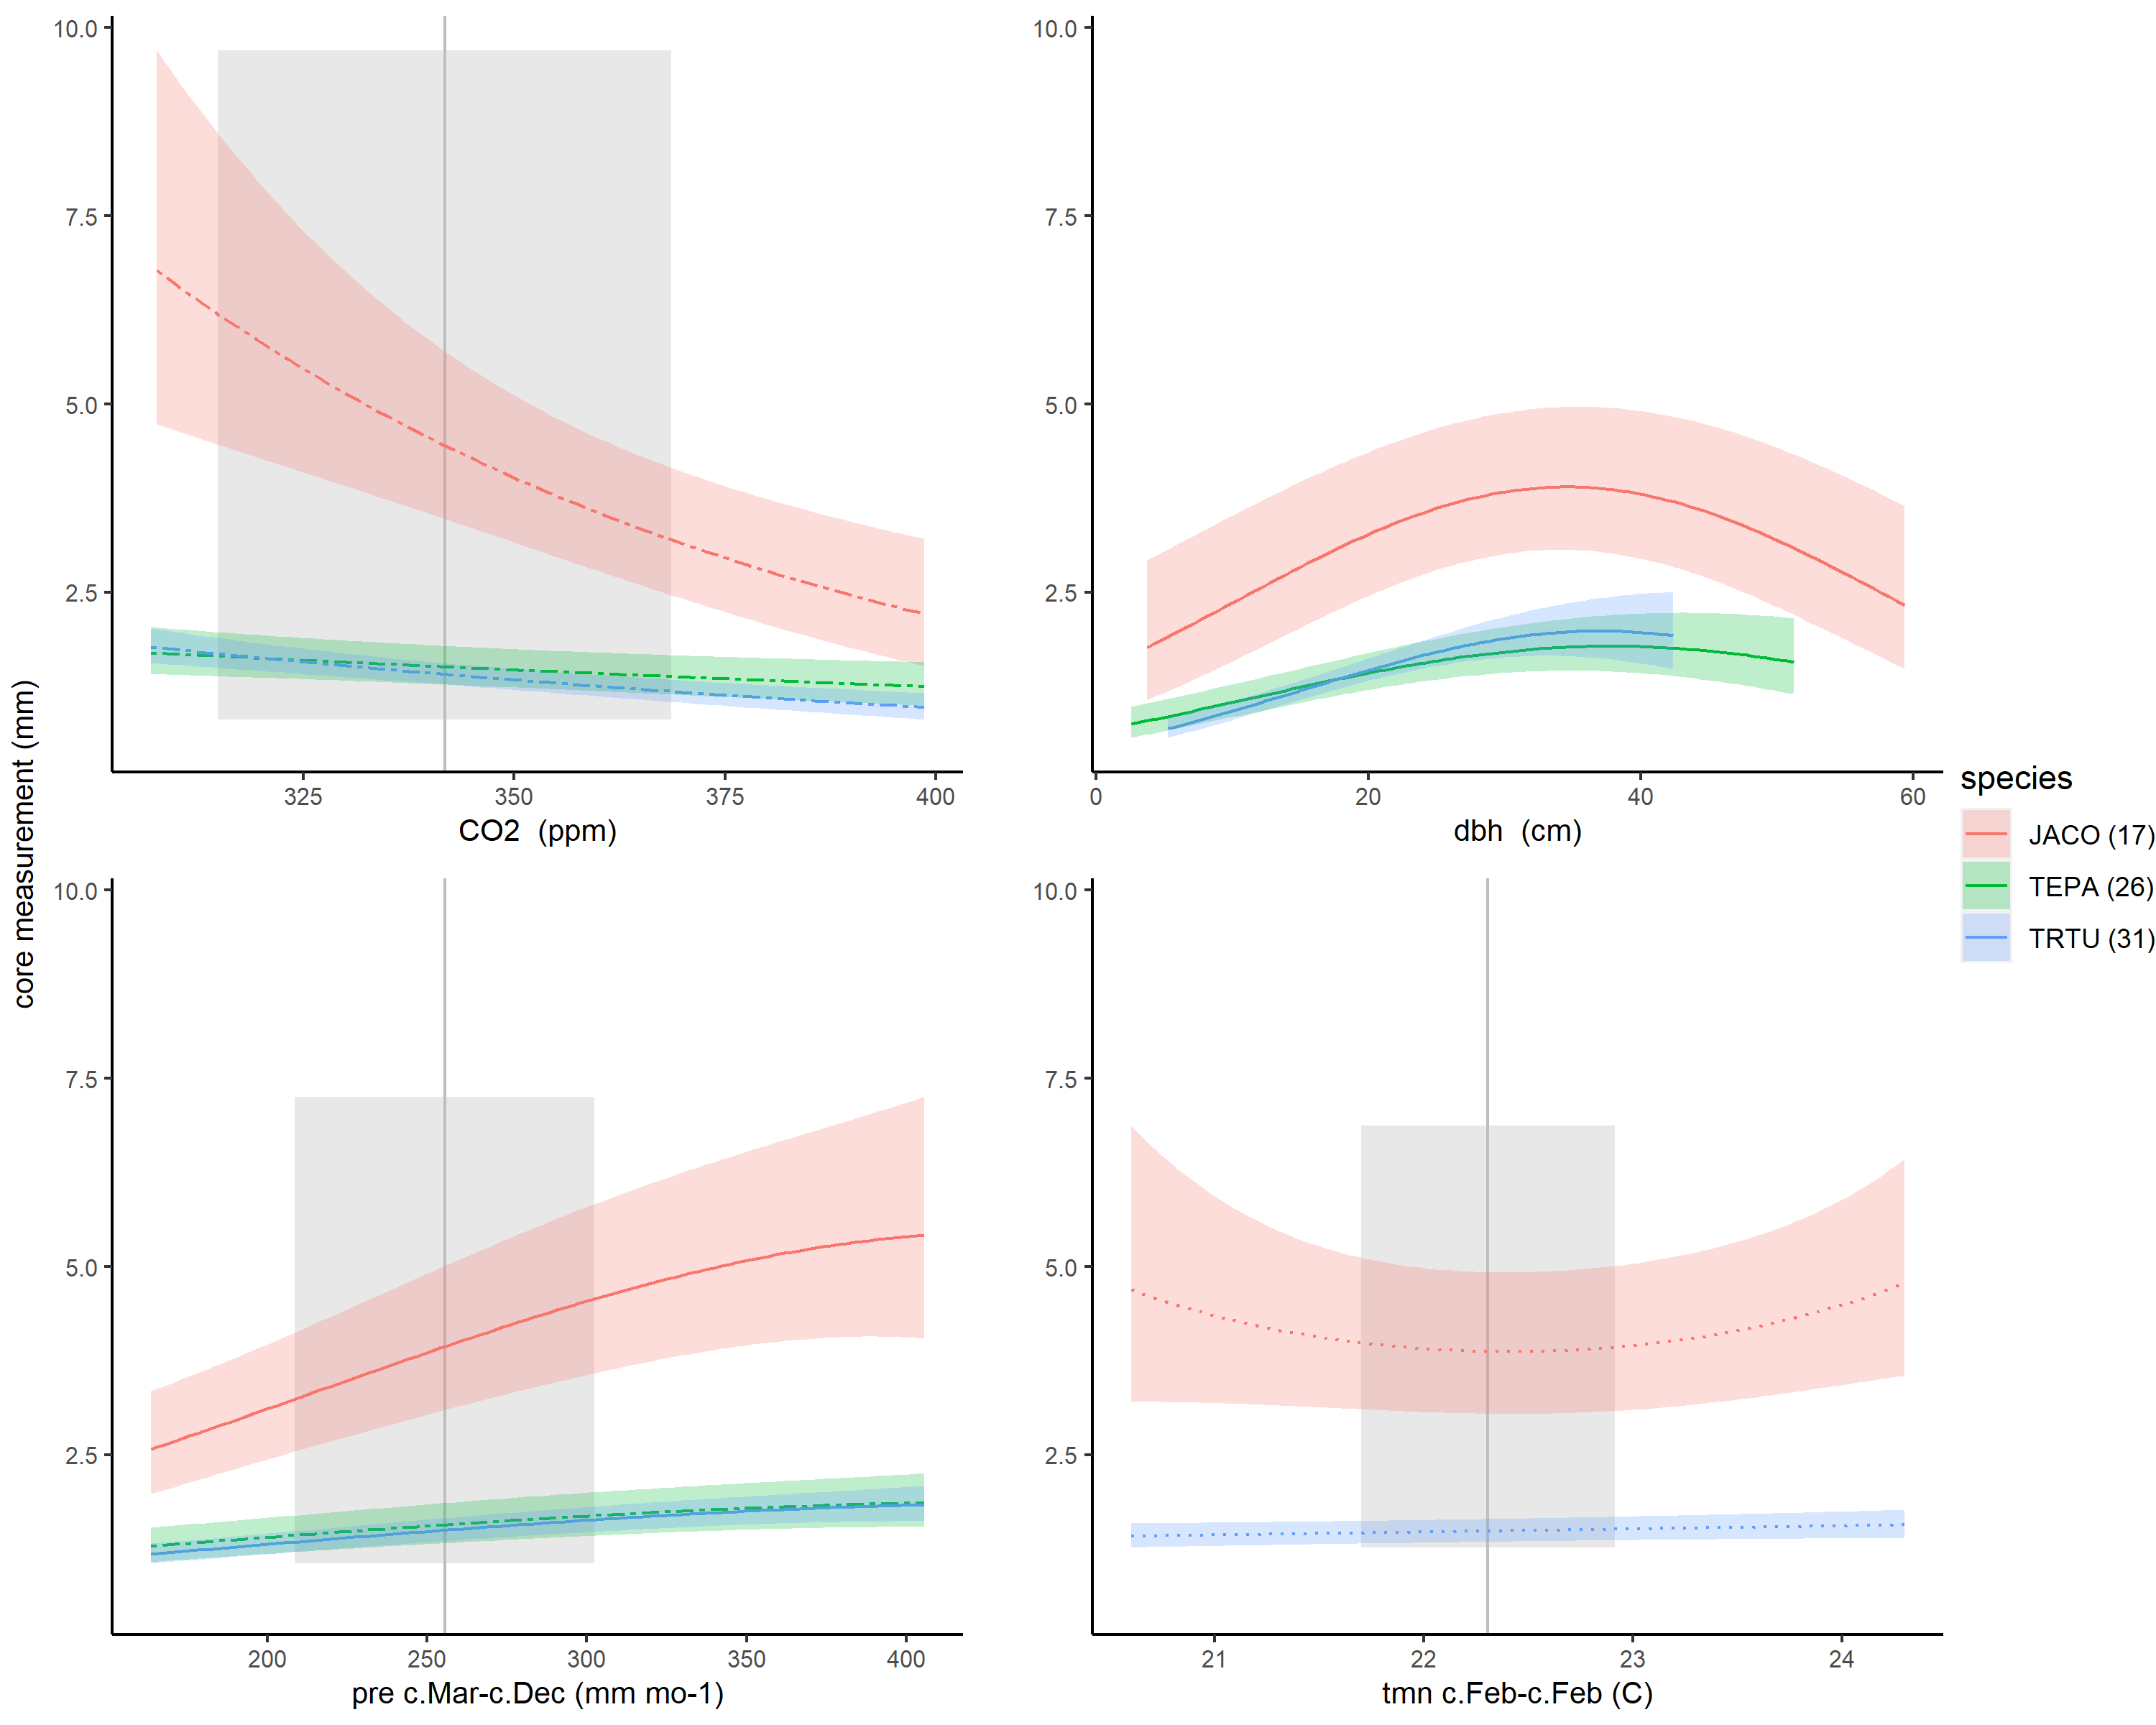 10.0
7.5
5.0
2.5
325 350 375 400
CO2 (ppm)
10.0
7.5
5.0
2.5
0 20 40 60
dbh (cm)
core measurement (mm)
10.0
7.5
5.0
2.5
200 250 300 350 400
pre c.Mar-c.Dec (mm mo-1)
10.0
7.5
5.0
2.5
21 22 23 24
tmn c.Feb-c.Feb (C)
species
JACO (17)
TEPA (26)
TRTU (31)